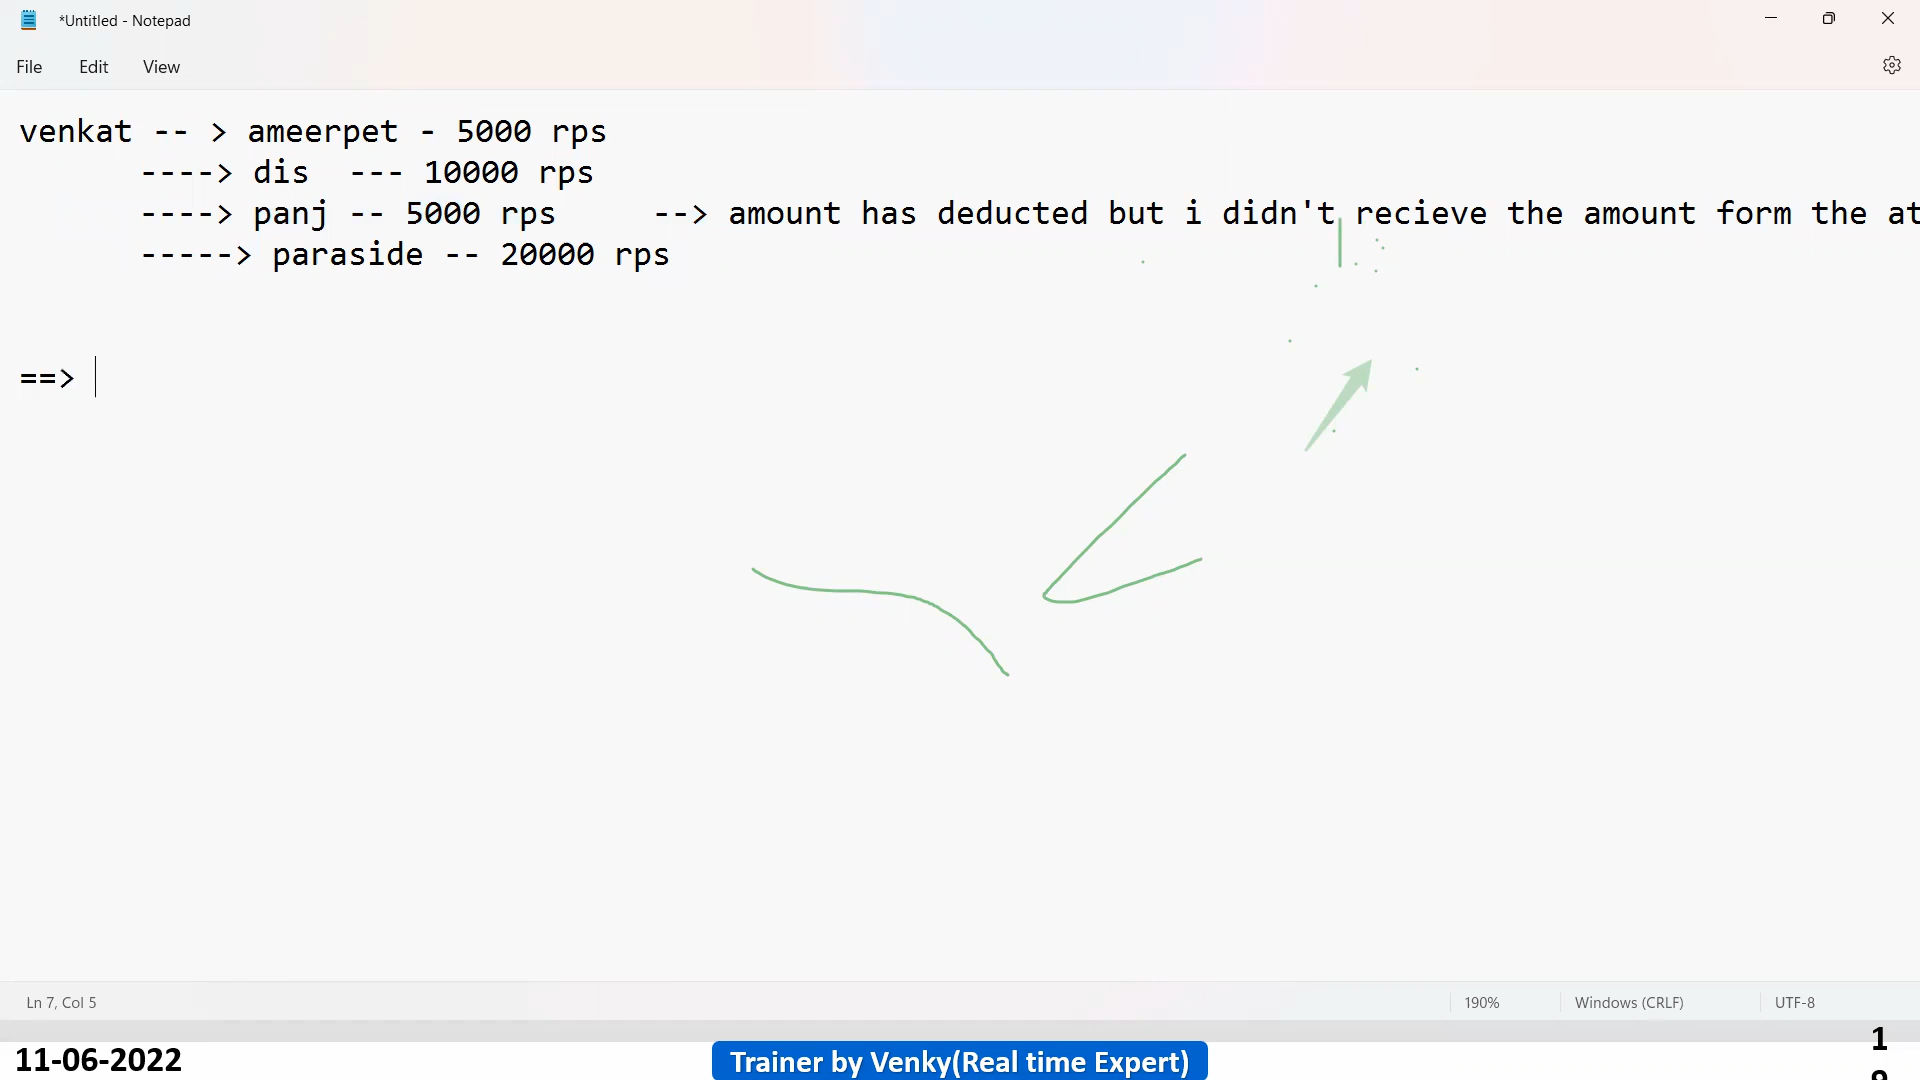 *Untitled - Notepad
File Edit View
venkat -- > ameerpet - 5000 rps
----> dis  --- 10000 rps
----> panj -- 5000 rps     --> amount has deducted but i didn't recieve the amount form the at
-----> paraside -- 20000 rps
==>
Ln 7, Col 5 190% Windows (CRLF) UTF-8
11-06-2022
Trainer by Venky(Real time Expert)
1